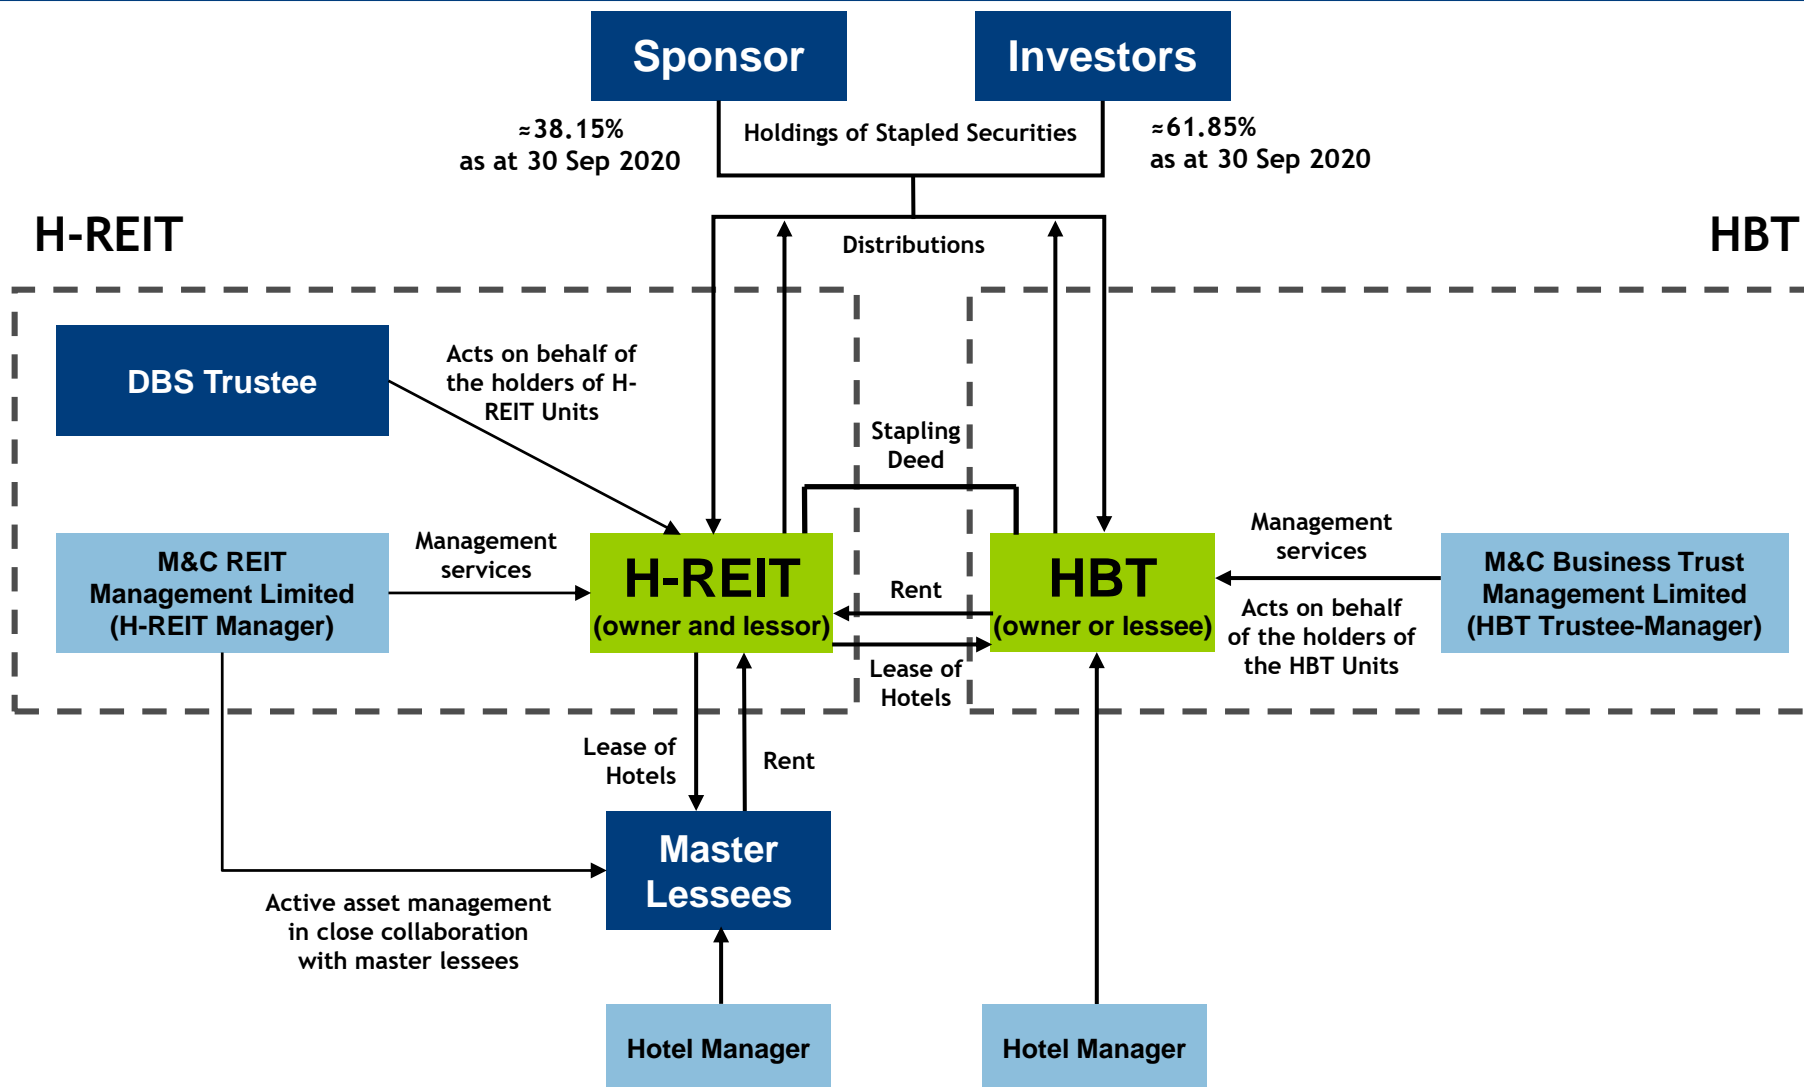 Sponsor
Investors
≈38.15%
as at 30 Sep 2020
Holdings of Stapled Securities
≈61.85%
as at 30 Sep 2020
H-REIT
HBT
Distributions
DBS Trustee
Acts on behalf of
the holders of H-
REIT Units
Stapling
Deed
M&C REIT
Management Limited
(H-REIT Manager)
Management
services
H-REIT
(owner and lessor)
Rent
Lease of
Hotels
HBT
(owner or lessee)
Management
services
Acts on behalf
of the holders of
the HBT Units
M&C Business Trust
Management Limited
(HBT Trustee-Manager)
Lease of
Hotels
Rent
Master
Lessees
Active asset management
in close collaboration
with master lessees
Hotel Manager
Hotel Manager